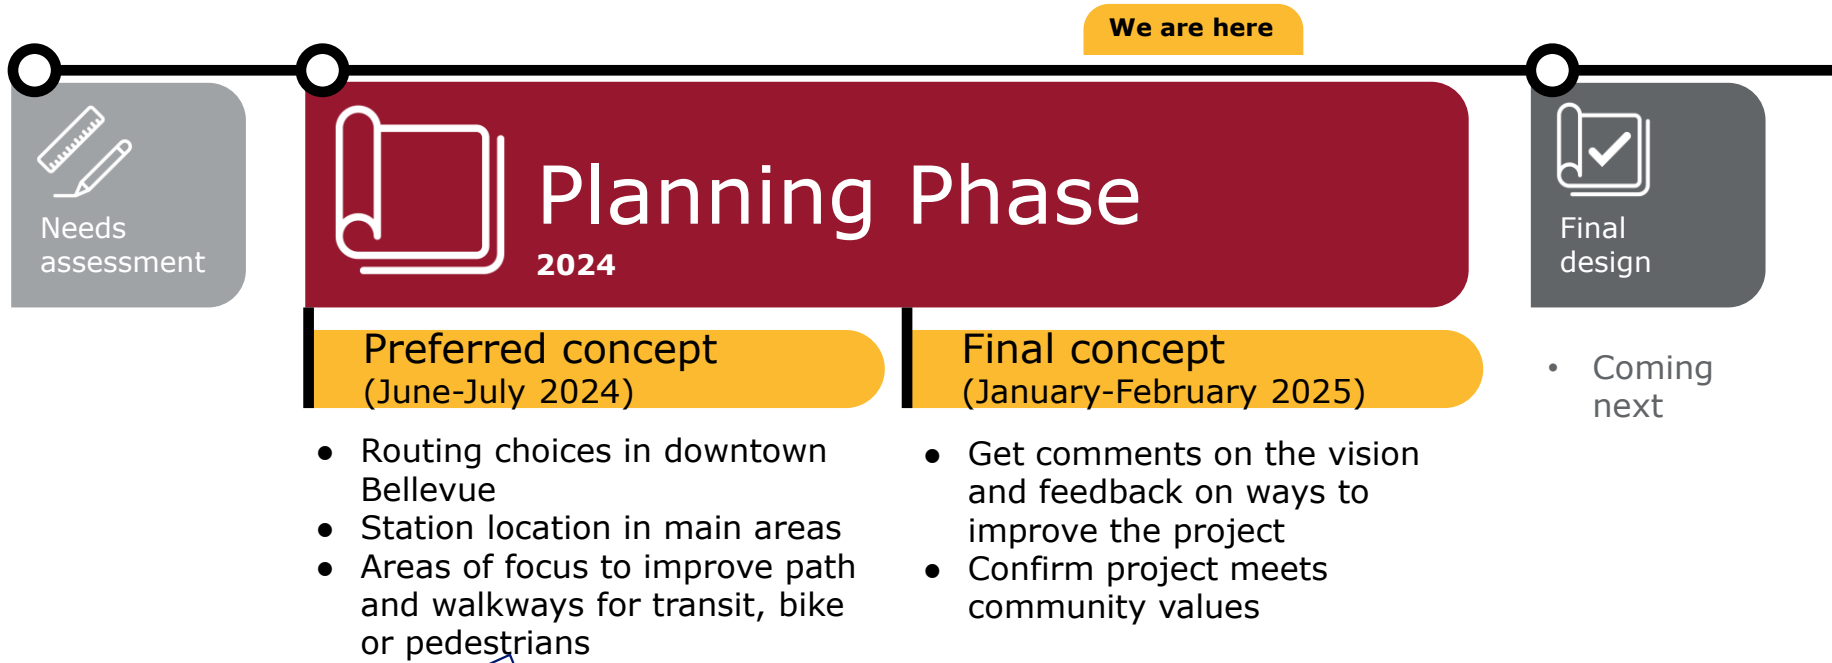 We are here
Needs
assessment
Planning Phase
2024
Final
design
Preferred concept
(June-July 2024)
● Routing choices in downtown
Bellevue
● Station location in main areas
● Areas of focus to improve path
and walkways for transit, bike
or pedestrians
Final concept
(January-February 2025)
● Get comments on the vision
and feedback on ways to
improve the project
● Confirm project meets
community values
• Coming
next